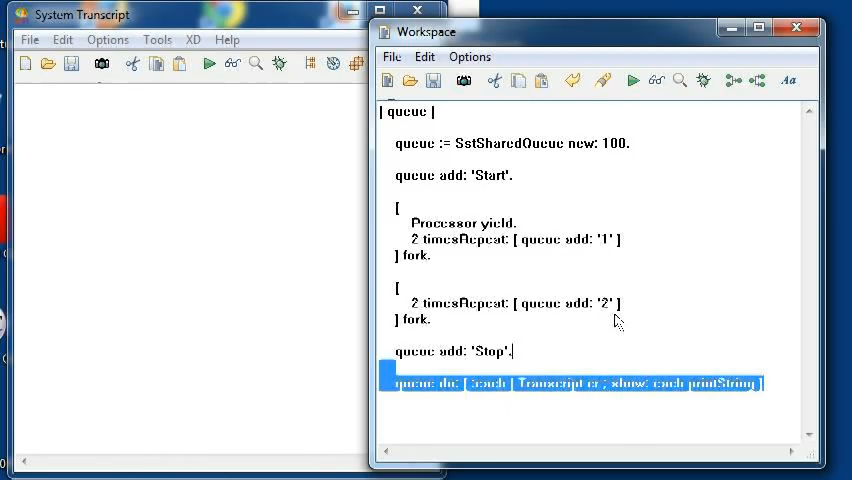 System Transcript
File Edit Options Tools XD Help
Workspace
File Edit Options
Aa
| queue |
queue := SstSharedQueue new: 100.
queue add: 'Start'.
[
Processor yield.
2 timesRepeat: [ queue add: '1' ]
] fork.
[
2 timesRepeat: [ queue add: '2' ]
] fork.
queue add: 'Stop'.
queue do: [ :each | Transcript cr ; show: each printString ]